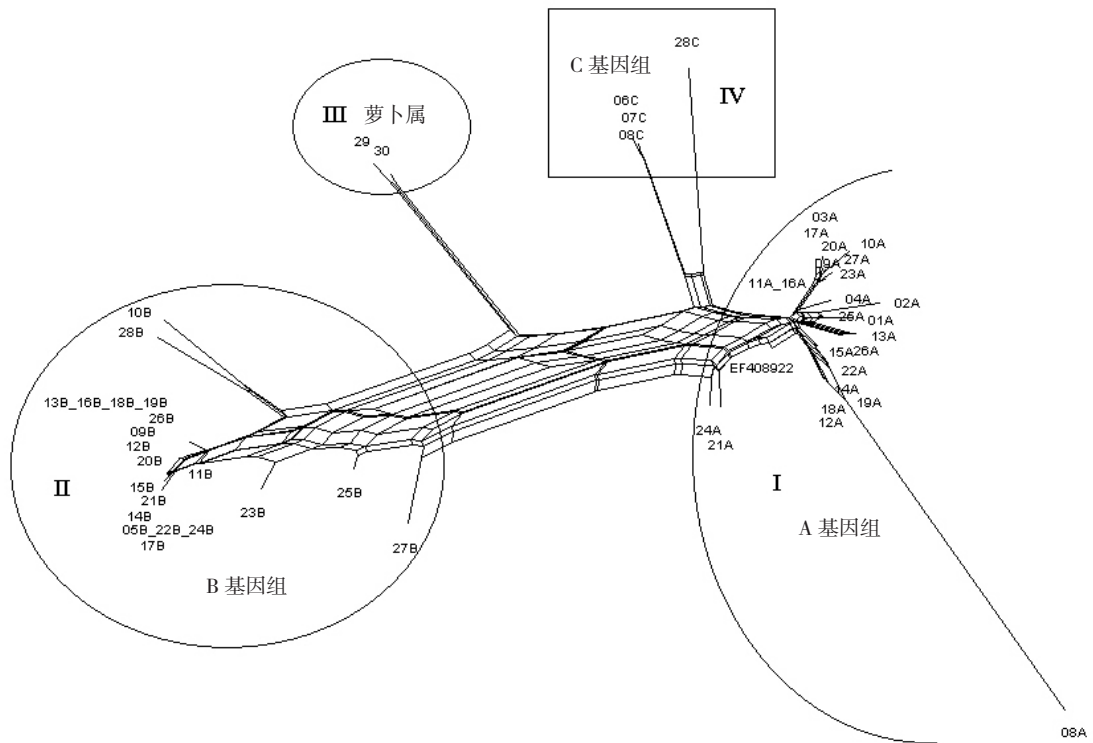 28C
C 基因组
IV
06C
07C
08C
III 萝卜属
29
30
03A
17A
20A
10A
9A
27A
23A
11A_16A
04A
02A
25A
01A
13A
15A
26A
22A
14A
19A
18A
12A
EF408922
24A
21A
I
A 基因组
08A
10B
28B
13B_16B_18B_19B
26B
09B
12B
20B
11B
15B
21B
14B
05B_22B_24B
17B
23B
25B
27B
II
B 基因组